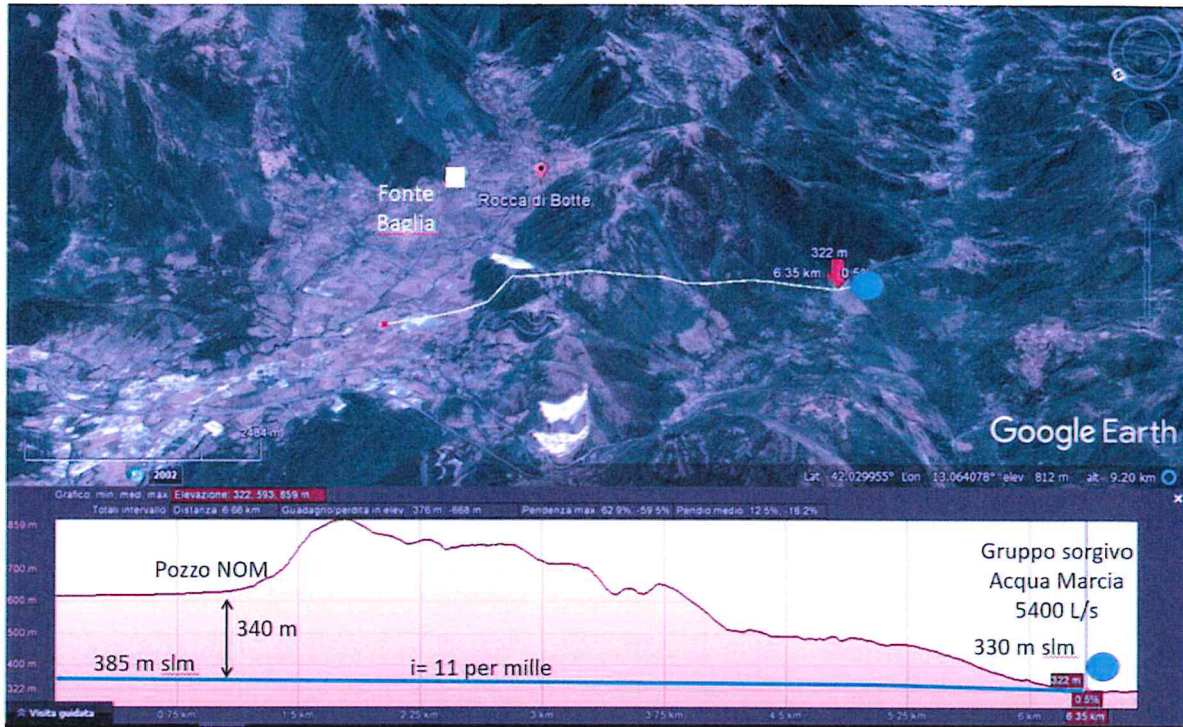 Fonte
Baglia
Rocca di Botte
322 m
6.35 km 0.5%
Google Earth
2484 m
2002
Lat 42.029955° Lon 13.064078° elev 812 m alt 9.20 km
Grafico: min, med, max Elevazione: 322, 593, 859 m
Totali intervallo Distanza: 6.66 km Guadagno/perdita in elev.: 376 m, -668 m Pendenza max: 62.9%, -59.5% Pendio medio: 12.5%, -16.2%
859 m
700 m
600 m
500 m
400 m
322 m
Pozzo NOM
340 m
385 m slm
i= 11 per mille
Gruppo sorgivo
Acqua Marcia
5400 L/s
330 m slm
322 m
0.5%
Visita guidata
0.75 km
1.5 km
2.25 km
3 km
3.75 km
4.5 km
5.25 km
6 km
6.35 km